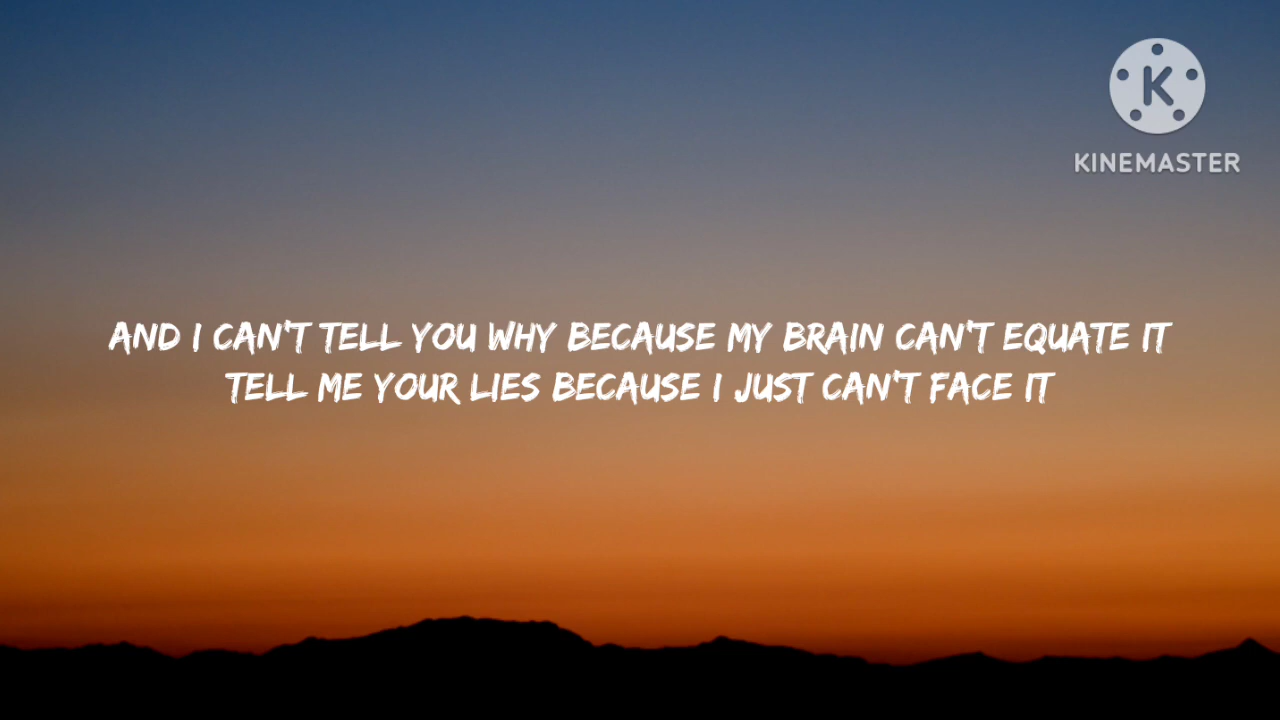 K
KINEMASTER
AND I CAN'T TELL YOU WHY BECAUSE MY BRAIN CAN'T EQUATE IT
TELL ME YOUR LIES BECAUSE I JUST CAN'T FACE IT